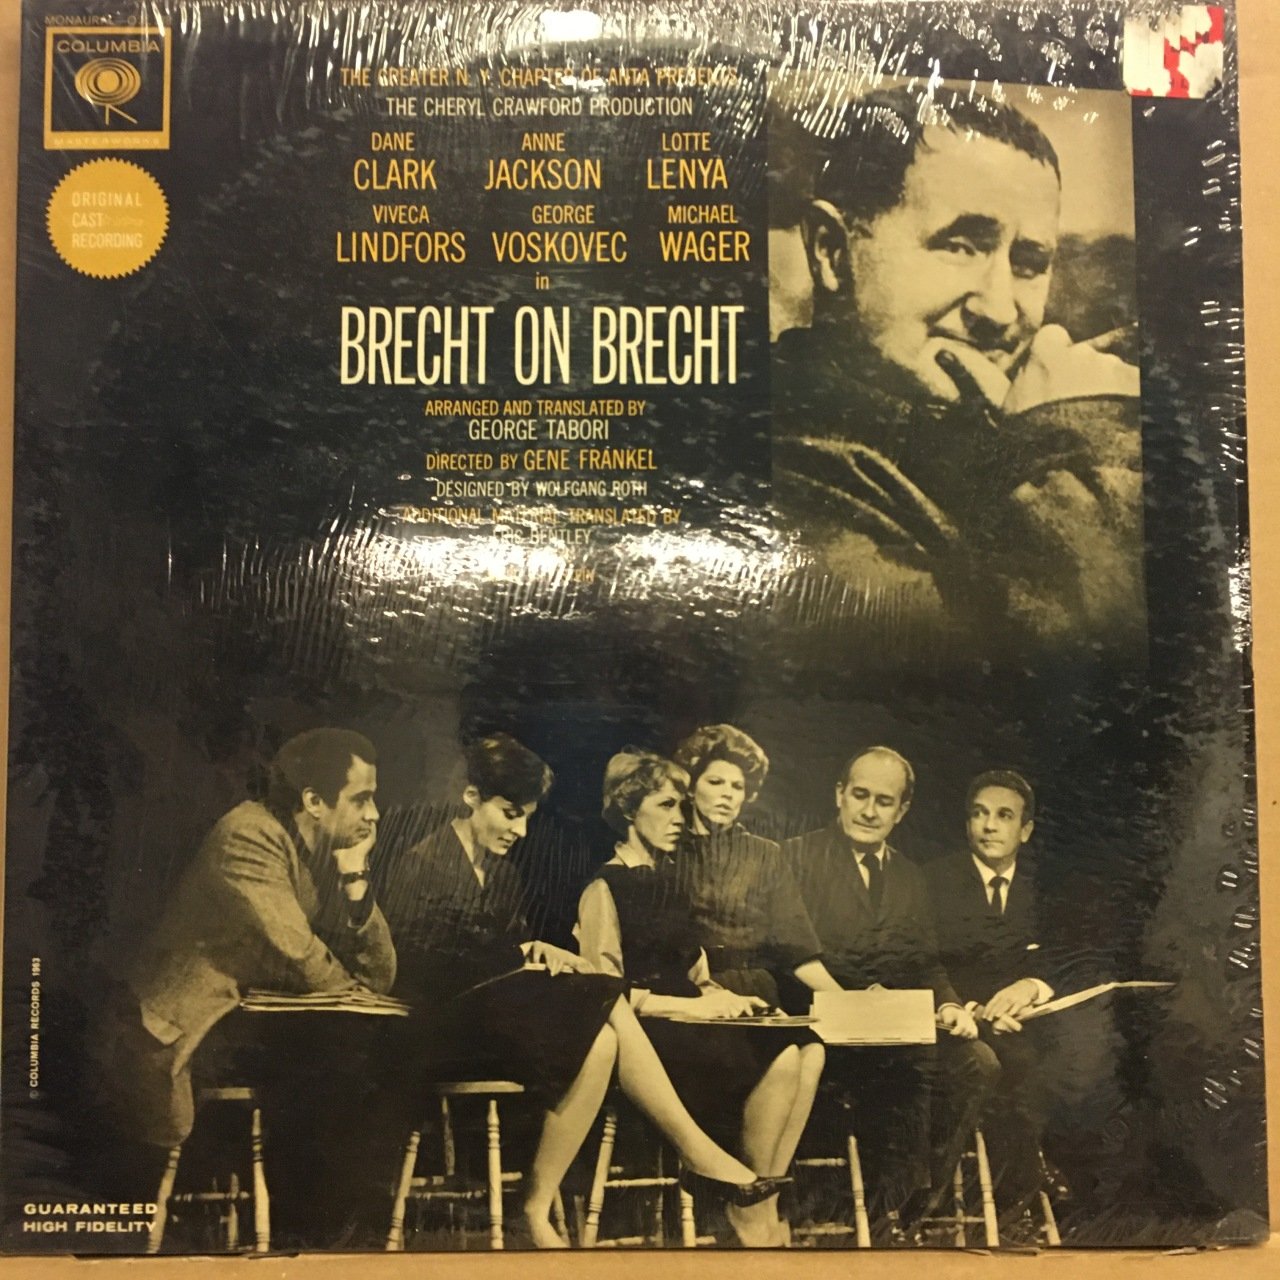 MONAURAL
COLUMBIA
MASTERWORKS
ORIGINAL
CAST
RECORDING
THE GREATER N. Y. CHAPTER OF ANTA PRESENTS
THE CHERYL CRAWFORD PRODUCTION
DANE ANNE LOTTE
CLARK JACKSON LENYA
VIVECA GEORGE MICHAEL
LINDFORS VOSKOVEC WAGER
in
BRECHT ON BRECHT
ARRANGED AND TRANSLATED BY
GEORGE TABORI
DIRECTED BY GENE FRANKEL
DESIGNED BY WOLFGANG ROTH
ADDITIONAL MATERIAL TRANSLATED BY
ERIC BENTLEY
© COLUMBIA RECORDS 1963
GUARANTEED
HIGH FIDELITY